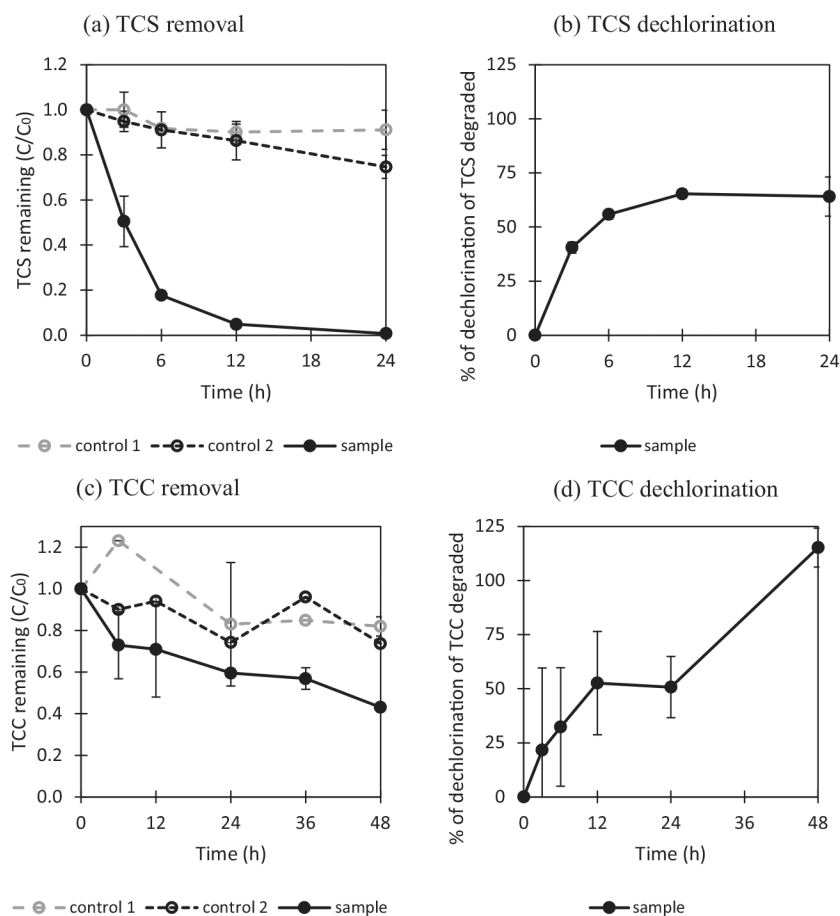 (a) TCS removal
(b) TCS dechlorination
TCS remaining (C/C0)
1.2
1.0
0.8
0.6
0.4
0.2
0.0
0 6 12 18 24
Time (h)
% of dechlorination of TCS degraded
125
100
75
50
25
0
0 6 12 18 24
Time (h)
control 1 control 2 sample
sample
(c) TCC removal
(d) TCC dechlorination
TCC remaining (C/C0)
1.2
1.0
0.8
0.6
0.4
0.2
0.0
0 12 24 36 48
Time (h)
% of dechlorination of TCC degraded
125
100
75
50
25
0
0 12 24 36 48
Time (h)
control 1 control 2 sample
sample